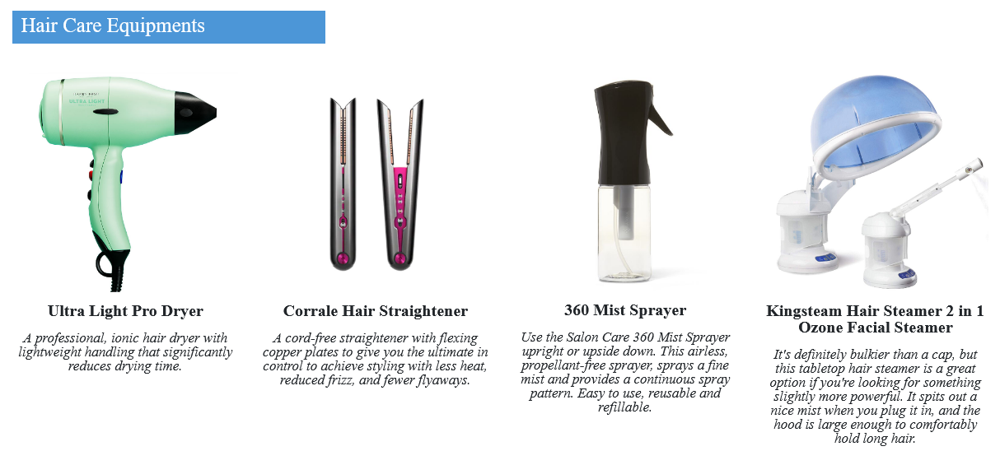 Hair Care Equipments
ULTRA LIGHT
Ultra Light Pro Dryer
A professional, ionic hair dryer with
lightweight handling that significantly
reduces drying time.
Corrale Hair Straightener
A cord-free straightener with flexing
copper plates to give you the ultimate in
control to achieve styling with less heat,
reduced frizz, and fewer flyaways.
360 Mist Sprayer
Use the Salon Care 360 Mist Sprayer
upright or upside down. This airless,
propellant-free sprayer, sprays a fine
mist and provides a continuous spray
pattern. Easy to use, reusable and
refillable.
Kingsteam Hair Steamer 2 in 1
Ozone Facial Steamer
It's definitely bulkier than a cap, but
this tabletop hair steamer is a great
option if you're looking for something
slightly more powerful. It spits out a
nice mist when you plug it in, and the
hood is large enough to comfortably
hold long hair.